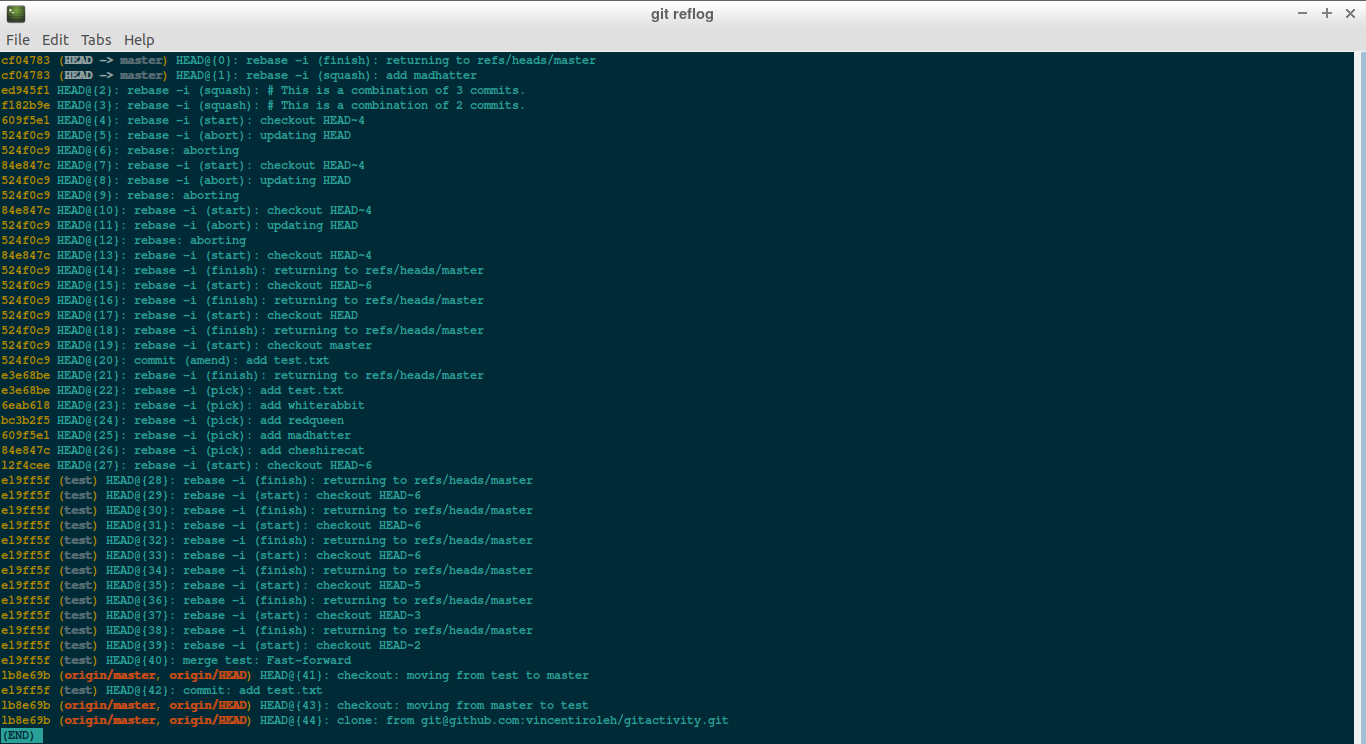 git reflog
File Edit Tabs Help
cf04783 (HEAD -> master) HEAD@{0}: rebase -i (finish): returning to refs/heads/master
cf04783 (HEAD -> master) HEAD@{1}: rebase -i (squash): add madhatter
ed945f1 HEAD@{2}: rebase -i (squash): # This is a combination of 3 commits.
f182b9e HEAD@{3}: rebase -i (squash): # This is a combination of 2 commits.
609f5e1 HEAD@{4}: rebase -i (start): checkout HEAD~4
524f0c9 HEAD@{5}: rebase -i (abort): updating HEAD
524f0c9 HEAD@{6}: rebase: aborting
84e847c HEAD@{7}: rebase -i (start): checkout HEAD~4
524f0c9 HEAD@{8}: rebase -i (abort): updating HEAD
524f0c9 HEAD@{9}: rebase: aborting
84e847c HEAD@{10}: rebase -i (start): checkout HEAD~4
524f0c9 HEAD@{11}: rebase -i (abort): updating HEAD
524f0c9 HEAD@{12}: rebase: aborting
84e847c HEAD@{13}: rebase -i (start): checkout HEAD~4
524f0c9 HEAD@{14}: rebase -i (finish): returning to refs/heads/master
524f0c9 HEAD@{15}: rebase -i (start): checkout HEAD~6
524f0c9 HEAD@{16}: rebase -i (finish): returning to refs/heads/master
524f0c9 HEAD@{17}: rebase -i (start): checkout HEAD
524f0c9 HEAD@{18}: rebase -i (finish): returning to refs/heads/master
524f0c9 HEAD@{19}: rebase -i (start): checkout master
524f0c9 HEAD@{20}: commit (amend): add test.txt
e3e68be HEAD@{21}: rebase -i (finish): returning to refs/heads/master
e3e68be HEAD@{22}: rebase -i (pick): add test.txt
6eab618 HEAD@{23}: rebase -i (pick): add whiterabbit
bc3b2f5 HEAD@{24}: rebase -i (pick): add redqueen
609f5e1 HEAD@{25}: rebase -i (pick): add madhatter
84e847c HEAD@{26}: rebase -i (pick): add cheshirecat
12f4cee HEAD@{27}: rebase -i (start): checkout HEAD~6
e19ff5f (test) HEAD@{28}: rebase -i (finish): returning to refs/heads/master
e19ff5f (test) HEAD@{29}: rebase -i (start): checkout HEAD~6
e19ff5f (test) HEAD@{30}: rebase -i (finish): returning to refs/heads/master
e19ff5f (test) HEAD@{31}: rebase -i (start): checkout HEAD~6
e19ff5f (test) HEAD@{32}: rebase -i (finish): returning to refs/heads/master
e19ff5f (test) HEAD@{33}: rebase -i (start): checkout HEAD~6
e19ff5f (test) HEAD@{34}: rebase -i (finish): returning to refs/heads/master
e19ff5f (test) HEAD@{35}: rebase -i (start): checkout HEAD~5
e19ff5f (test) HEAD@{36}: rebase -i (finish): returning to refs/heads/master
e19ff5f (test) HEAD@{37}: rebase -i (start): checkout HEAD~3
e19ff5f (test) HEAD@{38}: rebase -i (finish): returning to refs/heads/master
e19ff5f (test) HEAD@{39}: rebase -i (start): checkout HEAD~2
e19ff5f (test) HEAD@{40}: merge test: Fast-forward
1b8e69b (origin/master, origin/HEAD) HEAD@{41}: checkout: moving from test to master
e19ff5f (test) HEAD@{42}: commit: add test.txt
1b8e69b (origin/master, origin/HEAD) HEAD@{43}: checkout: moving from master to test
1b8e69b (origin/master, origin/HEAD) HEAD@{44}: clone: from git@github.com:vincentiroleh/gitactivity.git
(END)